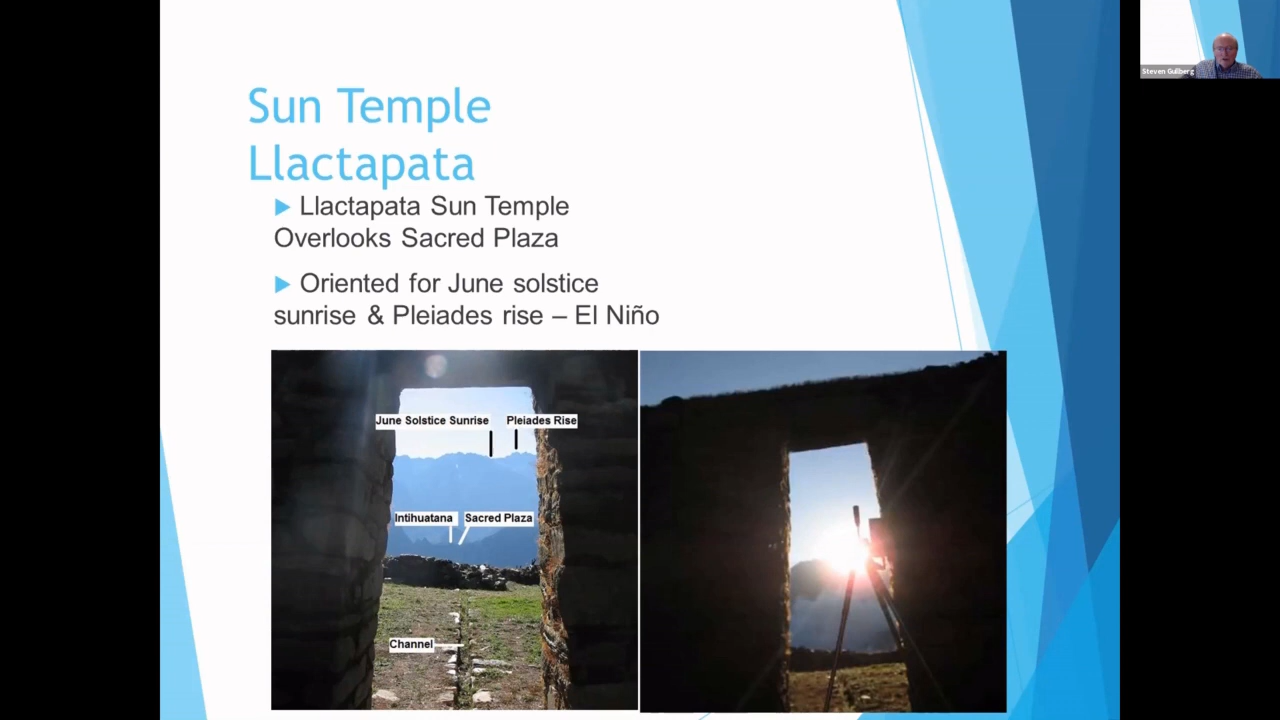 Sun Temple
Llactapata
Llactapata Sun Temple
Overlooks Sacred Plaza
Oriented for June solstice
sunrise & Pleiades rise – El Niño
June Solstice Sunrise
Pleiades Rise
Intihuatana
Sacred Plaza
Channel
Steven Gullberg